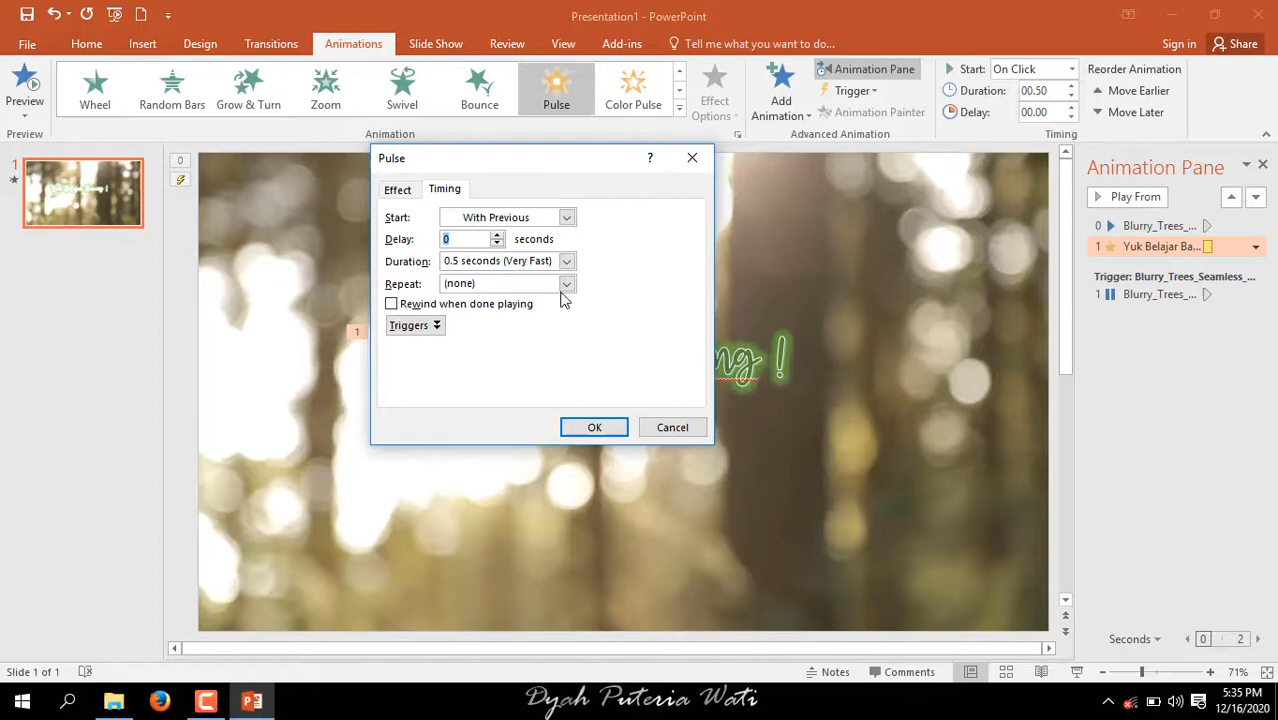 Presentation1 - PowerPoint
File Home Insert Design Transitions Animations Slide Show Review View Add-ins Tell me what you want to do... Sign in Share
Preview
Wheel Random Bars Grow & Turn Zoom Swivel Bounce Pulse Color Pulse
Effect Options
Add Animation
Animation Pane
Trigger
Animation Painter
Start: On Click
Duration: 00.50
Delay: 00.00
Reorder Animation
Move Earlier
Move Later
Preview Animation Advanced Animation Timing
1
0
Pulse ?
Effect Timing
Start: With Previous
Delay: 0 seconds
Duration: 0.5 seconds (Very Fast)
Repeat: (none)
Rewind when done playing
Triggers
OK Cancel
1
ng !
Animation Pane
Play From
0 Blurry_Trees_...
1 Yuk Belajar Ba...
Trigger: Blurry_Trees_Seamless_...
1 Blurry_Trees_...
Seconds 0 2
Slide 1 of 1 Notes Comments 71%
Dyah Puteria Wati
5:35 PM
12/16/2020